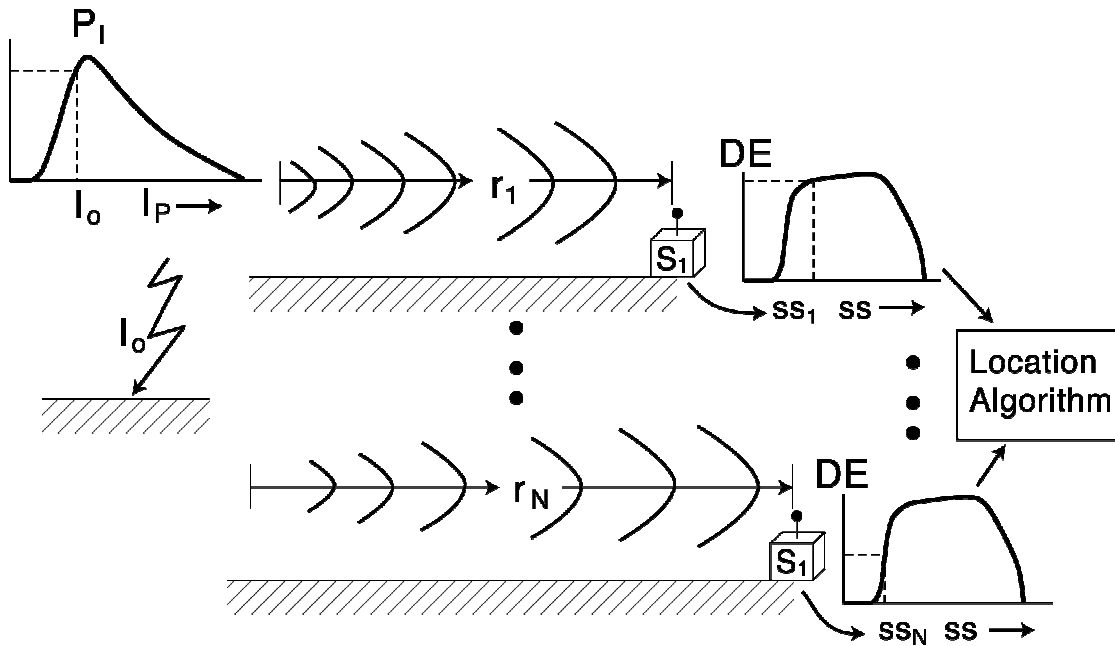 P_I
I_o
I_P
r_1
DE
S_1
ss_1 ss
I_o
Location
Algorithm
r_N
DE
S_1
ss_N ss